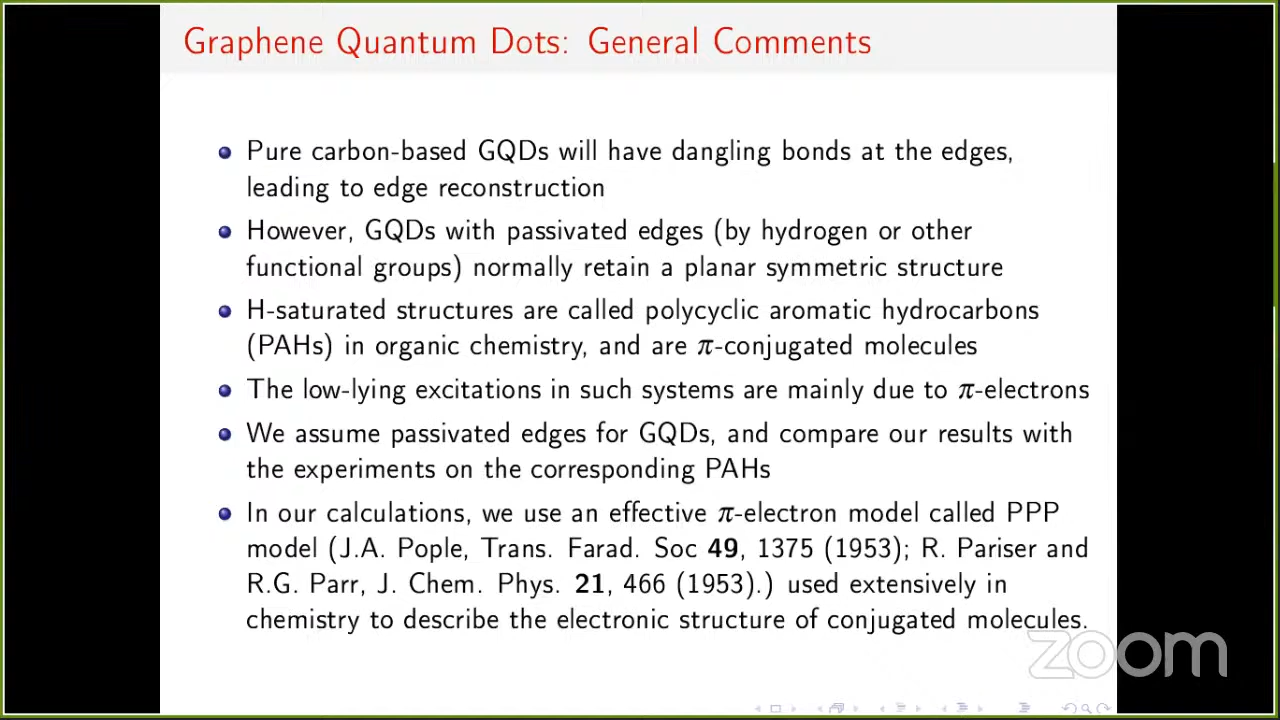 Graphene Quantum Dots: General Comments
Pure carbon-based GQDs will have dangling bonds at the edges,
leading to edge reconstruction
However, GQDs with passivated edges (by hydrogen or other
functional groups) normally retain a planar symmetric structure
H-saturated structures are called polycyclic aromatic hydrocarbons
(PAHs) in organic chemistry, and are π-conjugated molecules
The low-lying excitations in such systems are mainly due to π-electrons
We assume passivated edges for GQDs, and compare our results with
the experiments on the corresponding PAHs
In our calculations, we use an effective π-electron model called PPP
model (J.A. Pople, Trans. Farad. Soc 49, 1375 (1953); R. Pariser and
R.G. Parr, J. Chem. Phys. 21, 466 (1953).) used extensively in
chemistry to describe the electronic structure of conjugated molecules.
zoom